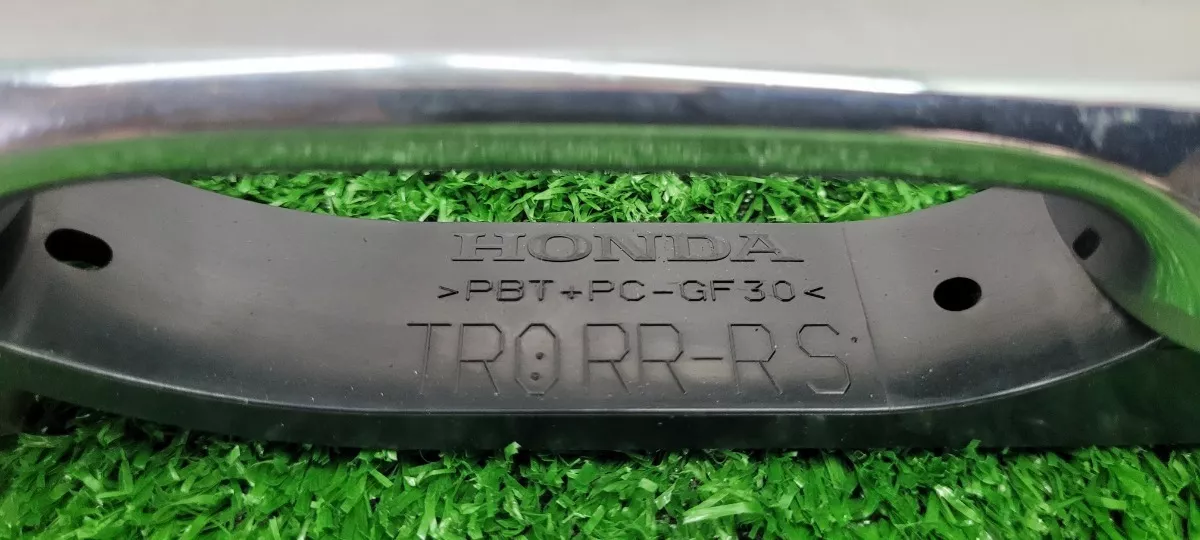 HONDA
>PBT+PC-GF30<
TR0RR-RS